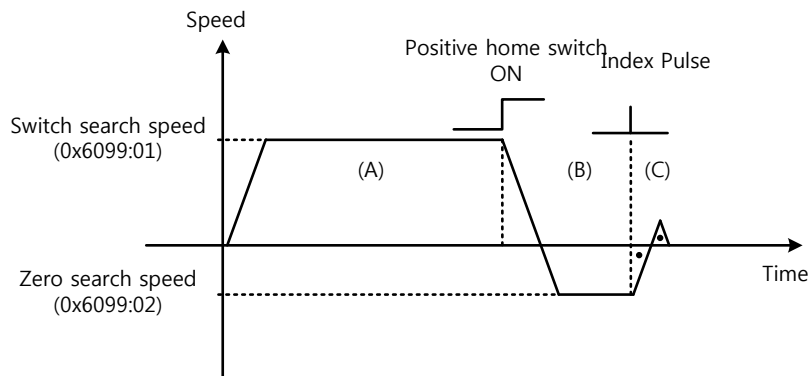 Speed
Positive home switch
ON
Index Pulse
Switch search speed
(0x6099:01)
(A)
(B)
(C)
Zero search speed
(0x6099:02)
Time